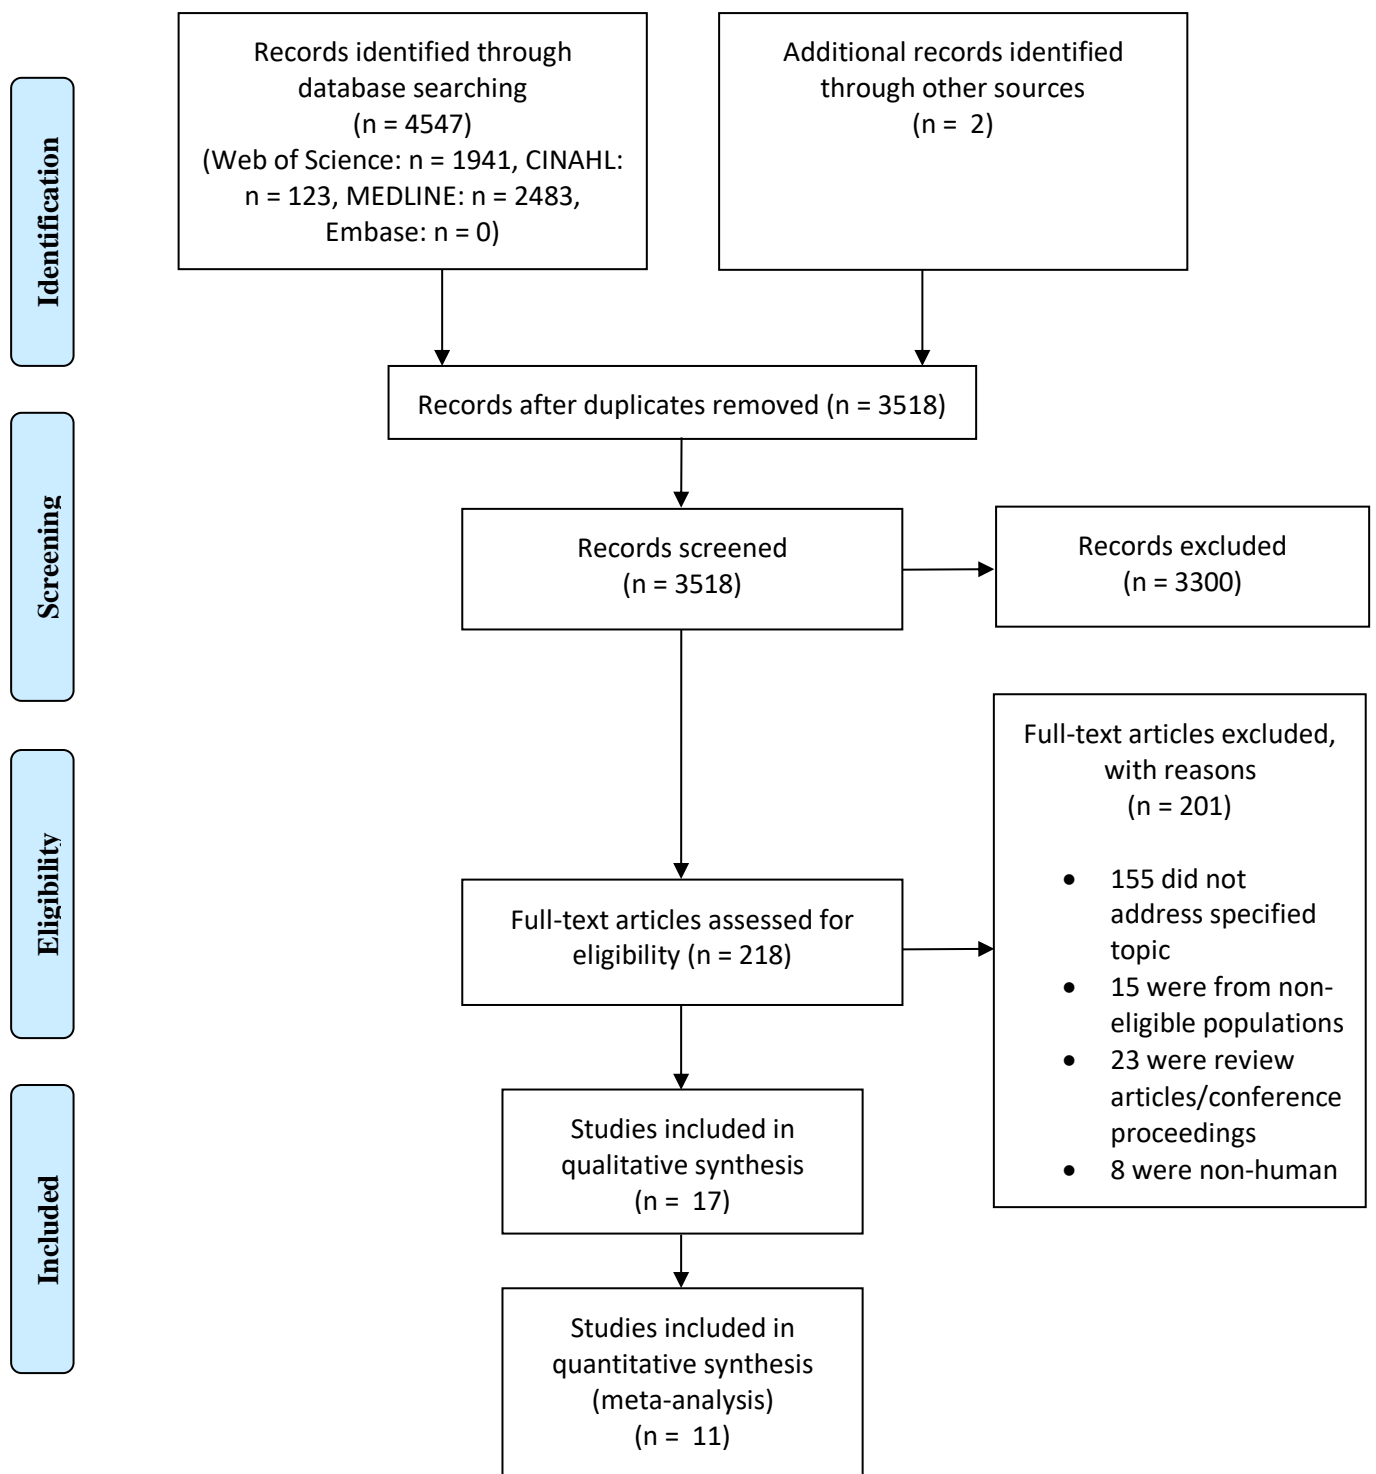 Records identified through
database searching
(n = 4547)
(Web of Science: n = 1941, CINAHL:
n = 123, MEDLINE: n = 2483,
Embase: n = 0)
Additional records identified
through other sources
(n = 2)
Identification
Records after duplicates removed (n = 3518)
Screening
Records screened
(n = 3518)
Records excluded
(n = 3300)
Eligibility
Full-text articles assessed for
eligibility (n = 218)
Full-text articles excluded,
with reasons
(n = 201)
• 155 did not
address specified
topic
• 15 were from non-
eligible populations
• 23 were review
articles/conference
proceedings
• 8 were non-human
Included
Studies included in
qualitative synthesis
(n = 17)
Studies included in
quantitative synthesis
(meta-analysis)
(n = 11)